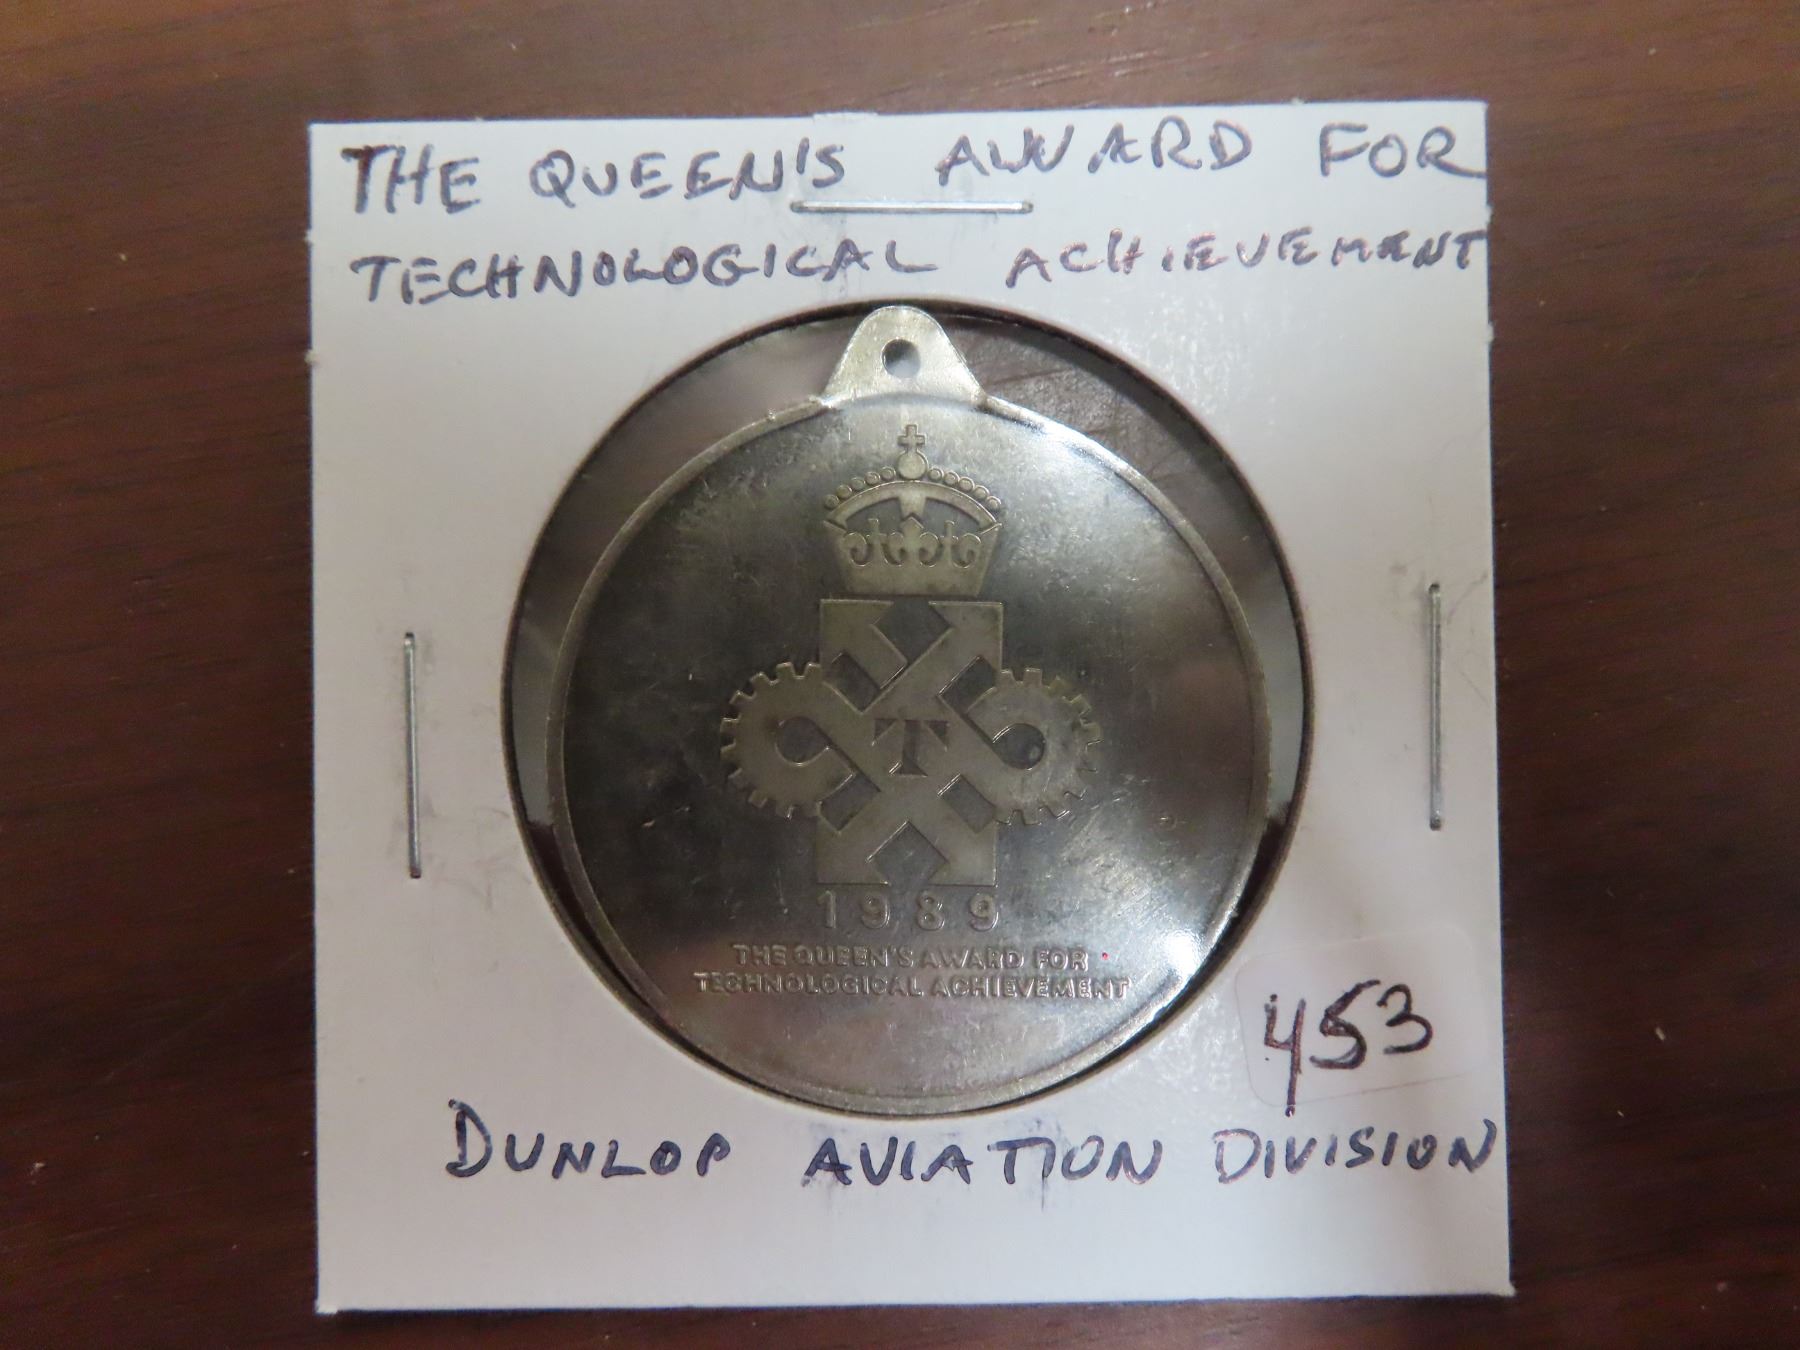 THE QUEEN'S AWARD FOR
TECHNOLOGICAL ACHIEVEMENT
T
1989
THE QUEEN'S AWARD FOR
TECHNOLOGICAL ACHIEVEMENT
453
DUNLOP AVIATION DIVISION